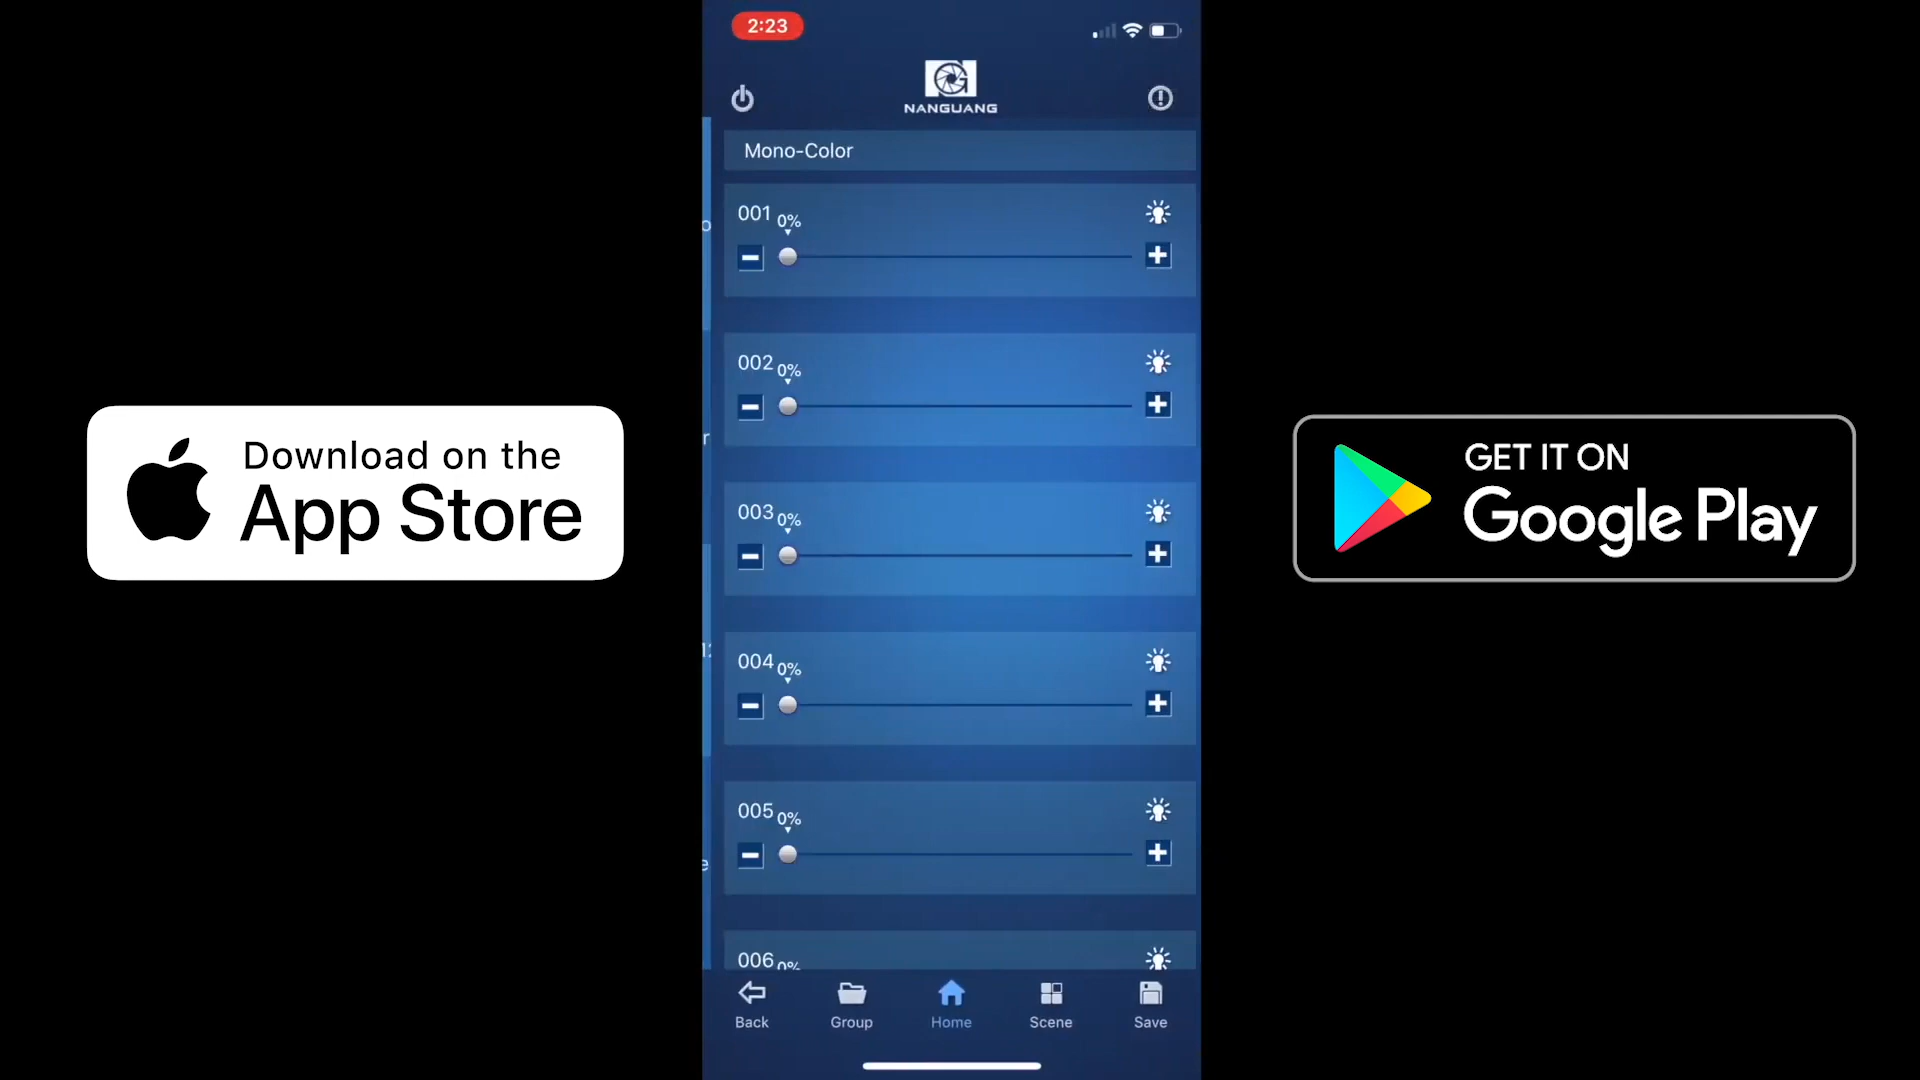 2:23
NANGUANG
Mono-Color
001 0%
002 0%
003 0%
004 0%
005 0%
006 0%
Back
Group
Home
Scene
Save
Download on the
App Store
GET IT ON
Google Play